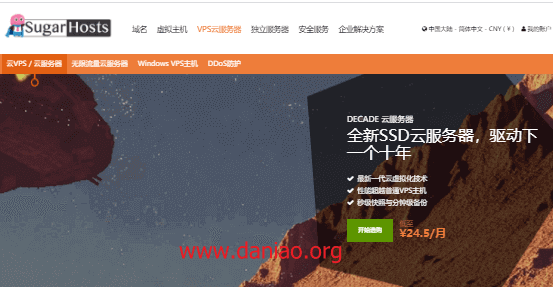 SugarHosts
域名 虚拟主机 VPS云服务器 独立服务器 安全服务 企业解决方案
中国大陆 - 简体中文 - CNY (¥) 我的账户
云VPS / 云服务器 无限流量云服务器 Windows VPS主机 DDoS防护
DECADE 云服务器
全新SSD云服务器，驱动下
一个十年
最新一代云虚拟化技术
性能超越普通VPS主机
秒级快照与分钟级备份
开始选购
¥24.5/月
www.daniao.org